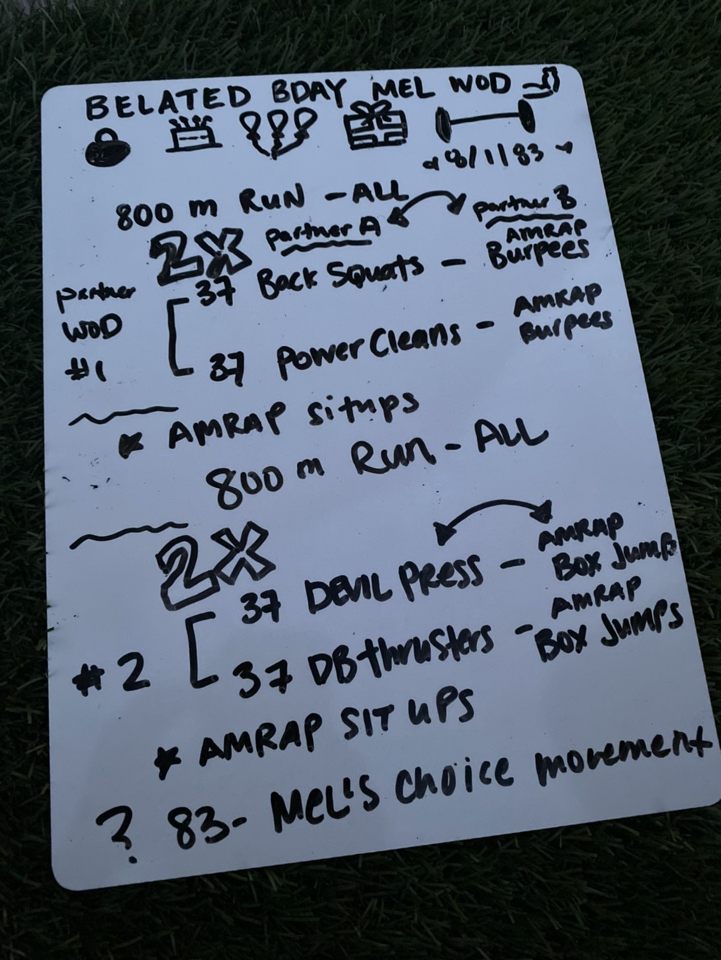 BELATED BDAY MEL WOD
8/1/83
800 m RUN - ALL
2X partner A partner B
37 Back Squats - AMRAP Burpees
partner WOD #1
37 Power Cleans - AMRAP Burpees
* AMRAP situps
800 m Run - ALL
2X
37 DEVIL PRESS - AMRAP BOX JUMP
#2
37 DB thrusters - AMRAP BOX JUMPS
* AMRAP SIT UPS
? 83- MEL'S choice movement